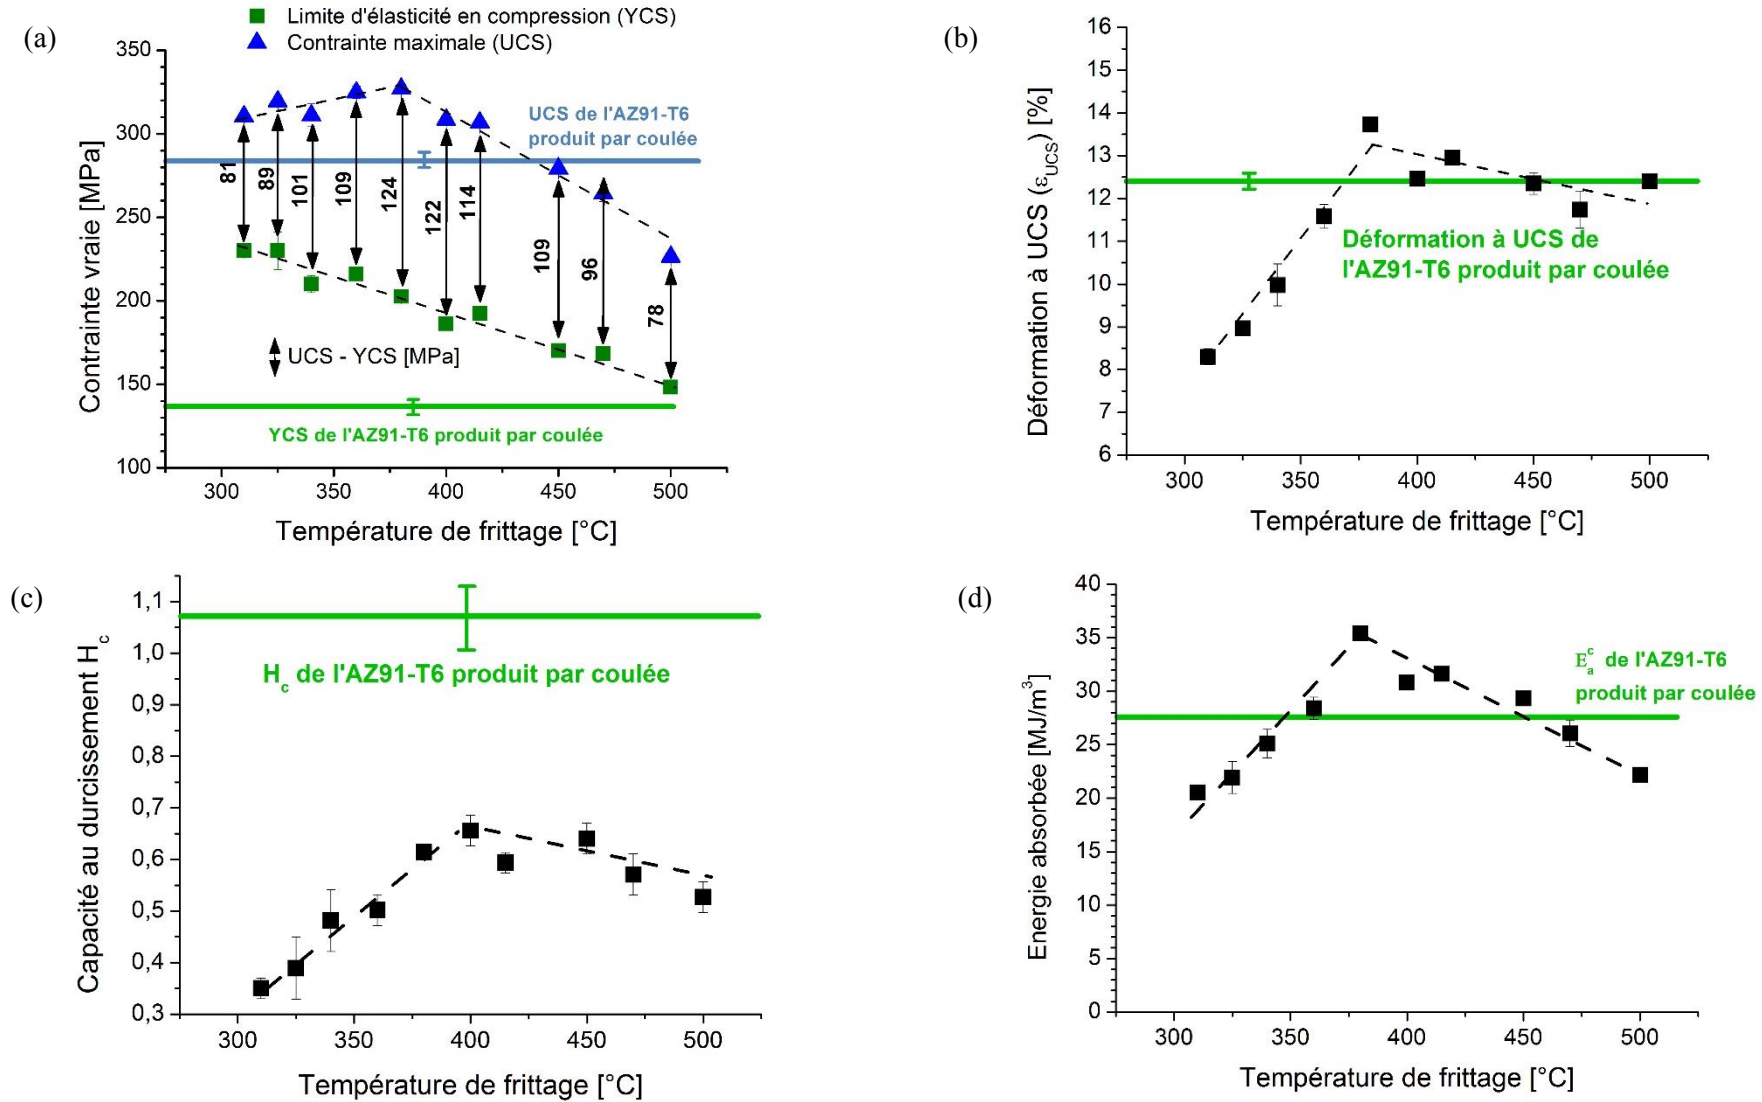 (a)
Limite d'élasticité en compression (YCS)
Contrainte maximale (UCS)
350
300
250
200
150
100
Contrainte vraie [MPa]
UCS de l'AZ91-T6
produit par coulée
81
89
101
109
124
122
114
109
96
78
UCS - YCS [MPa]
YCS de l'AZ91-T6 produit par coulée
300
350
400
450
500
Température de frittage [°C]
(b)
16
15
14
13
12
11
10
9
8
7
6
Déformation à UCS (εUCS) [%]
Déformation à UCS de
l'AZ91-T6 produit par coulée
300
350
400
450
500
Température de frittage [°C]
(c)
1,1
1,0
0,9
0,8
0,7
0,6
0,5
0,4
0,3
Capacité au durcissement Hc
Hc de l'AZ91-T6 produit par coulée
300
350
400
450
500
Température de frittage [°C]
(d)
40
35
30
25
20
15
10
5
0
Energie absorbée [MJ/m³]
Eac de l'AZ91-T6
produit par coulée
300
350
400
450
500
Température de frittage [°C]